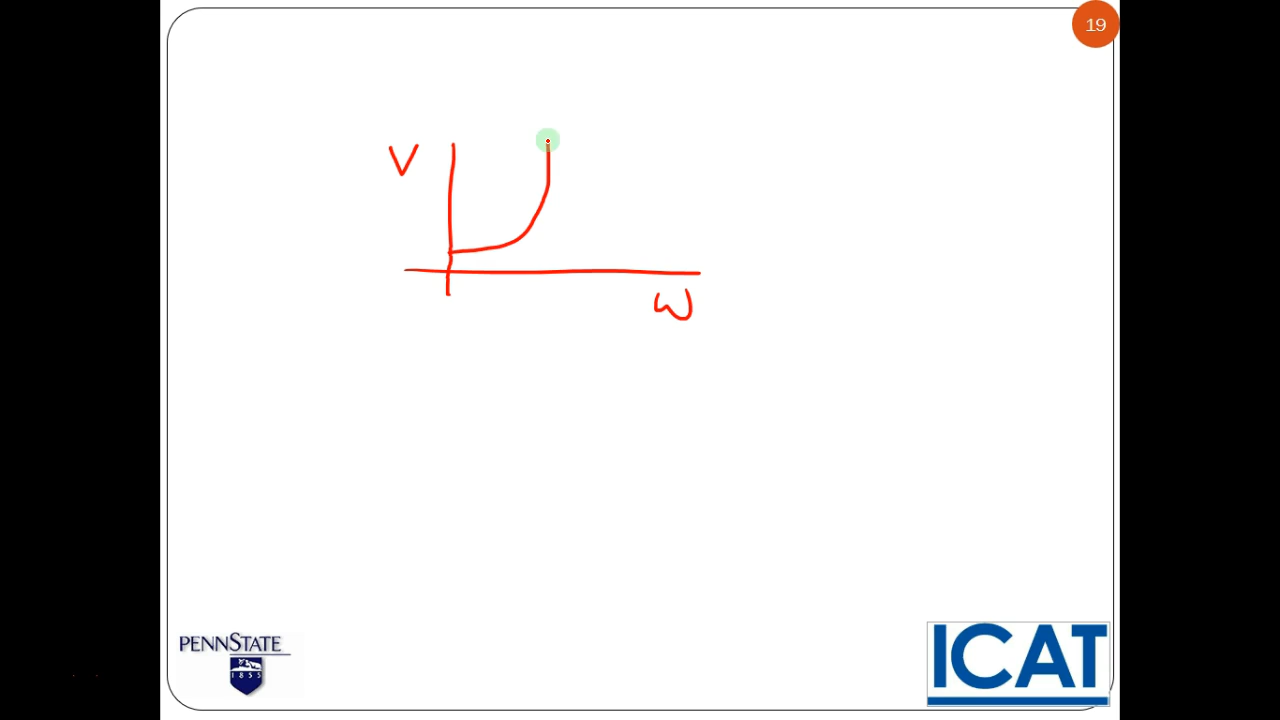 19
V
ω
PENNSTATE
1855
ICAT